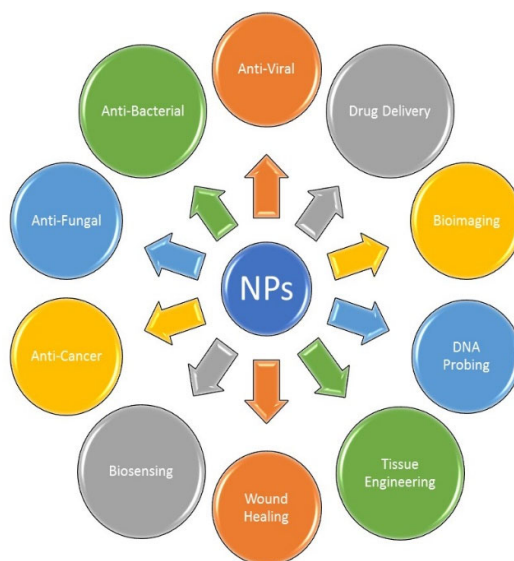 Anti-Viral
Drug Delivery
Bioimaging
DNA
Probing
Tissue
Engineering
Wound
Healing
Biosensing
Anti-Cancer
Anti-Fungal
Anti-Bacterial
NPs